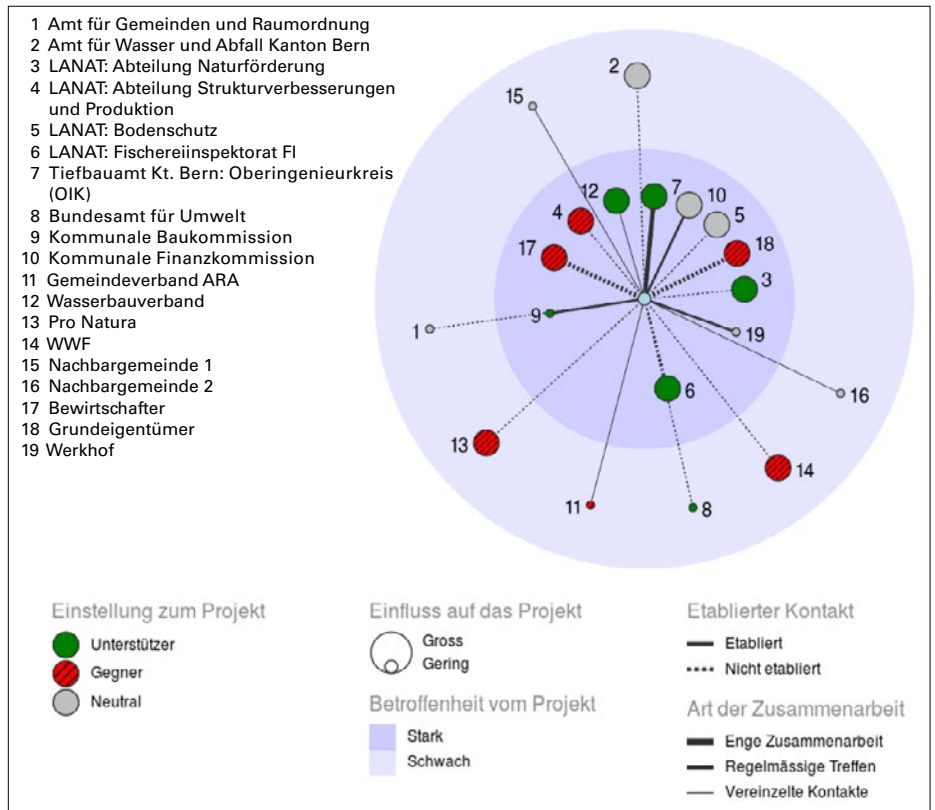 1 Amt für Gemeinden und Raumordnung
2 Amt für Wasser und Abfall Kanton Bern
3 LANAT: Abteilung Naturförderung
4 LANAT: Abteilung Strukturverbesserungen
und Produktion
5 LANAT: Bodenschutz
6 LANAT: Fischereiinspektorat FI
7 Tiefbauamt Kt. Bern: Oberingenieurkreis
(OIK)
8 Bundesamt für Umwelt
9 Kommunale Baukommission
10 Kommunale Finanzkommission
11 Gemeindeverband ARA
12 Wasserbauverband
13 Pro Natura
14 WWF
15 Nachbargemeinde 1
16 Nachbargemeinde 2
17 Bewirtschafter
18 Grundeigentümer
19 Werkhof
2
15
12
7
10
4
5
17
18
3
9
1
19
16
6
13
14
11
8
Einstellung zum Projekt
Unterstützer
Gegner
Neutral
Einfluss auf das Projekt
Gross
Gering
Betroffenheit vom Projekt
Stark
Schwach
Etablierter Kontakt
Etabliert
Nicht etabliert
Art der Zusammenarbeit
Enge Zusammenarbeit
Regelmässige Treffen
Vereinzelte Kontakte